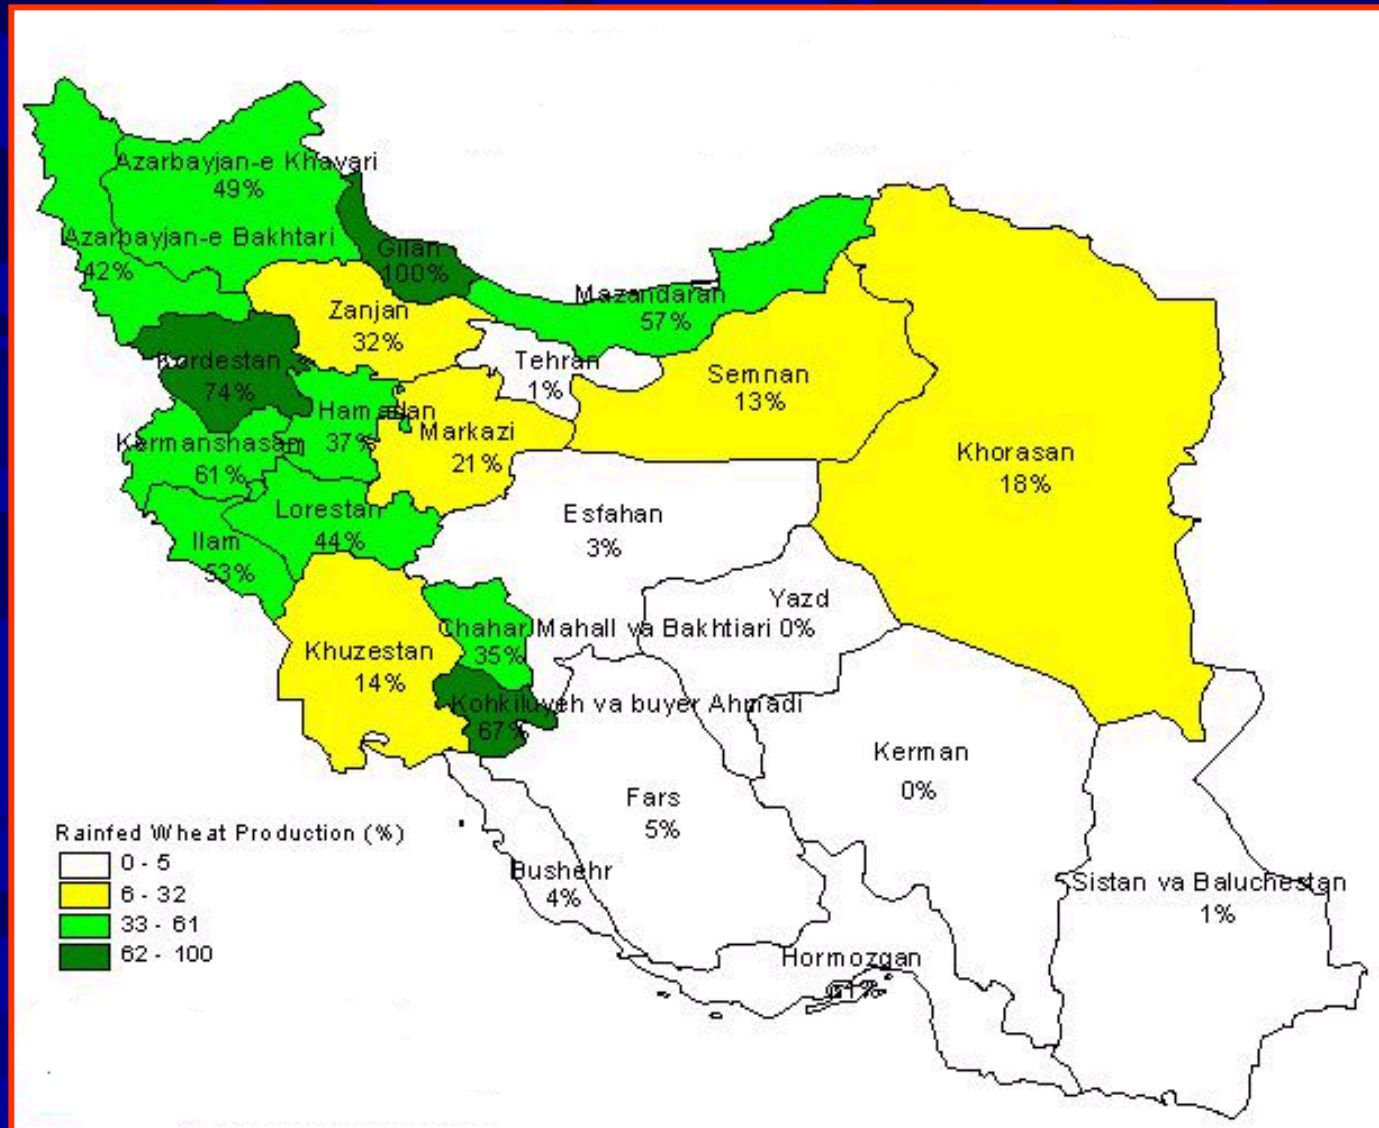 Azarbayjan-e Khavari
49%
Azarbayjan-e Bakhtari
42%
Gilan
100%
Zanjan
32%
Mazandaran
57%
Kordestan
74%
Tehran
1%
Semnan
13%
Hamadan
37%
Markazi
21%
Kermanshasan
61%
Khorasan
18%
Lorestan
44%
Esfahan
3%
Ilam
53%
Yazd
0%
Chahar Mahall va Bakhtiari
35%
Khuzestan
14%
Kohkiluyeh va buyer Ahmadi
67%
Kerman
0%
Fars
5%
Bushehr
4%
Sistan va Baluchestan
1%
Hormozgan
Rainfed Wheat Production (%)
0 - 5
6 - 32
33 - 61
62 - 100